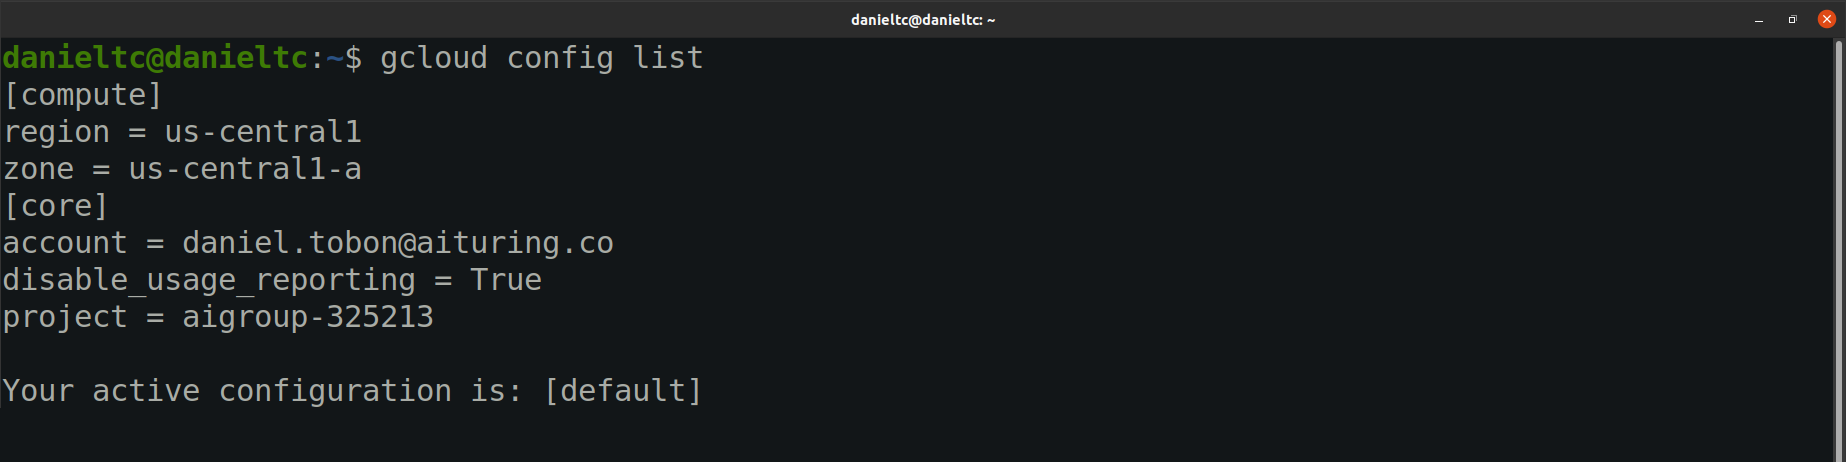 danieltc@danieltc: ~
danieltc@danieltc:~$ gcloud config list
[compute]
region = us-central1
zone = us-central1-a
[core]
account = daniel.tobon@aituring.co
disable_usage_reporting = True
project = aigroup-325213
Your active configuration is: [default]